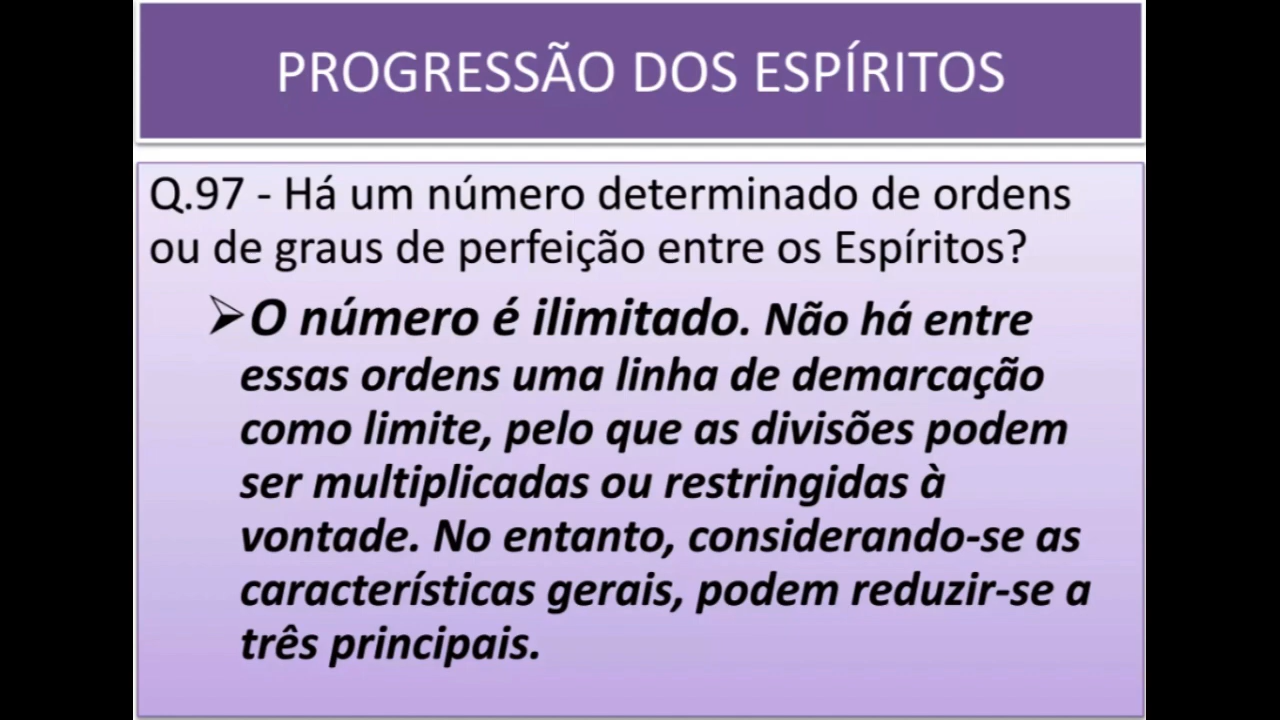 PROGRESSÃO DOS ESPÍRITOS
Q.97 - Há um número determinado de ordens
ou de graus de perfeição entre os Espíritos?
➢O número é ilimitado. Não há entre
essas ordens uma linha de demarcação
como limite, pelo que as divisões podem
ser multiplicadas ou restringidas à
vontade. No entanto, considerando-se as
características gerais, podem reduzir-se a
três principais.